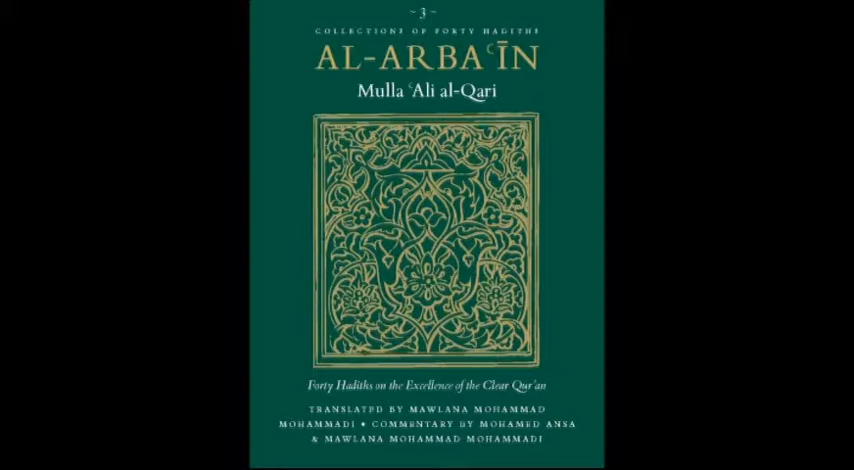 ~ 3 ~
COLLECTIONS OF FORTY HADITHS
AL-ARBAʿĪN
Mulla ʿAli al-Qari
Forty Hadiths on the Excellence of the Clear Qur'an
TRANSLATED BY MAWLANA MOHAMMAD
MOHAMMADI • COMMENTARY BY MOHAMED ANSA
& MAWLANA MOHAMMAD MOHAMMADI